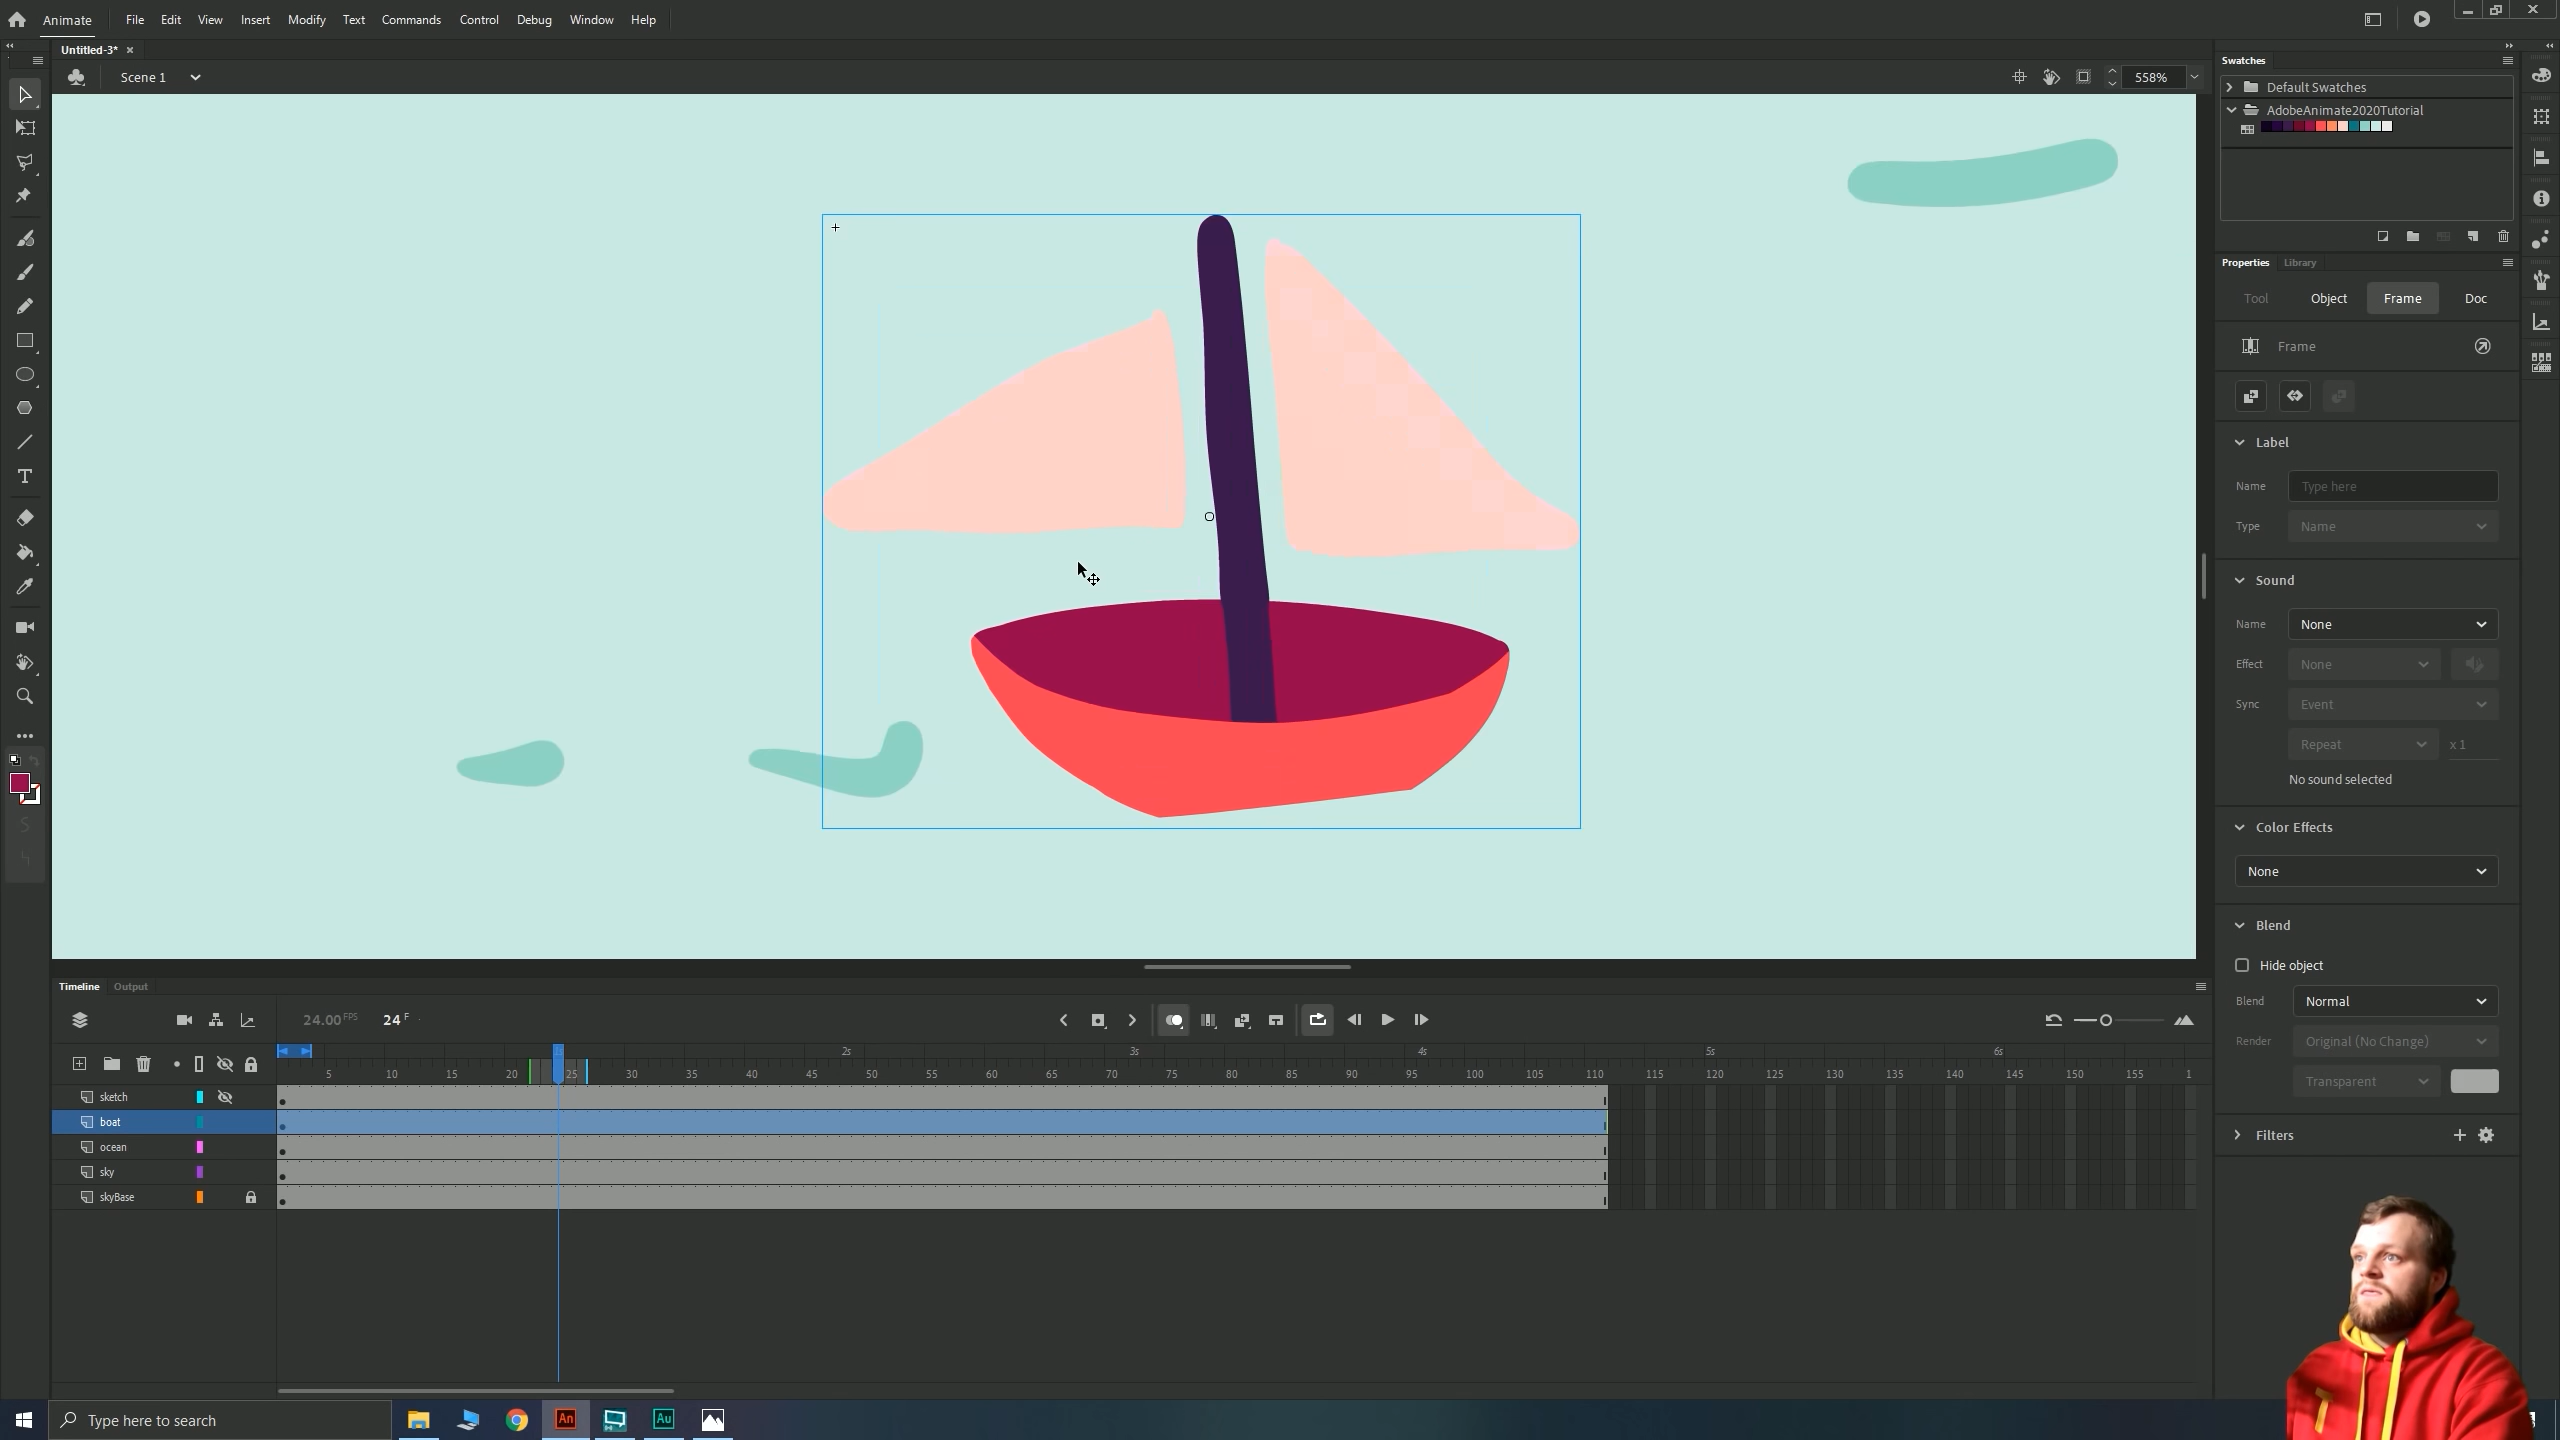 Animate File Edit View Insert Modify Text Commands Control Debug Window Help
Untitled-3*
Scene 1
558%
Swatches
Default Swatches
AdobeAnimate2020Tutorial
Properties Library
Tool Object Frame Doc
Frame
Label
Name Type here
Type Name
Sound
Name None
Effect None
Sync Event
Repeat x 1
No sound selected
Color Effects
None
Blend
Hide object
Blend Normal
Render Original (No Change)
Transparent
Filters
Timeline Output
24.00 FPS 24 F
1s 2s 3s 4s 5s 6s
5 10 15 20 25 30 35 40 45 50 55 60 65 70 75 80 85 90 95 100 105 110 115 120 125 130 135 140 145 150 155 1
sketch
boat
ocean
sky
skyBase
Type here to search
An
Au